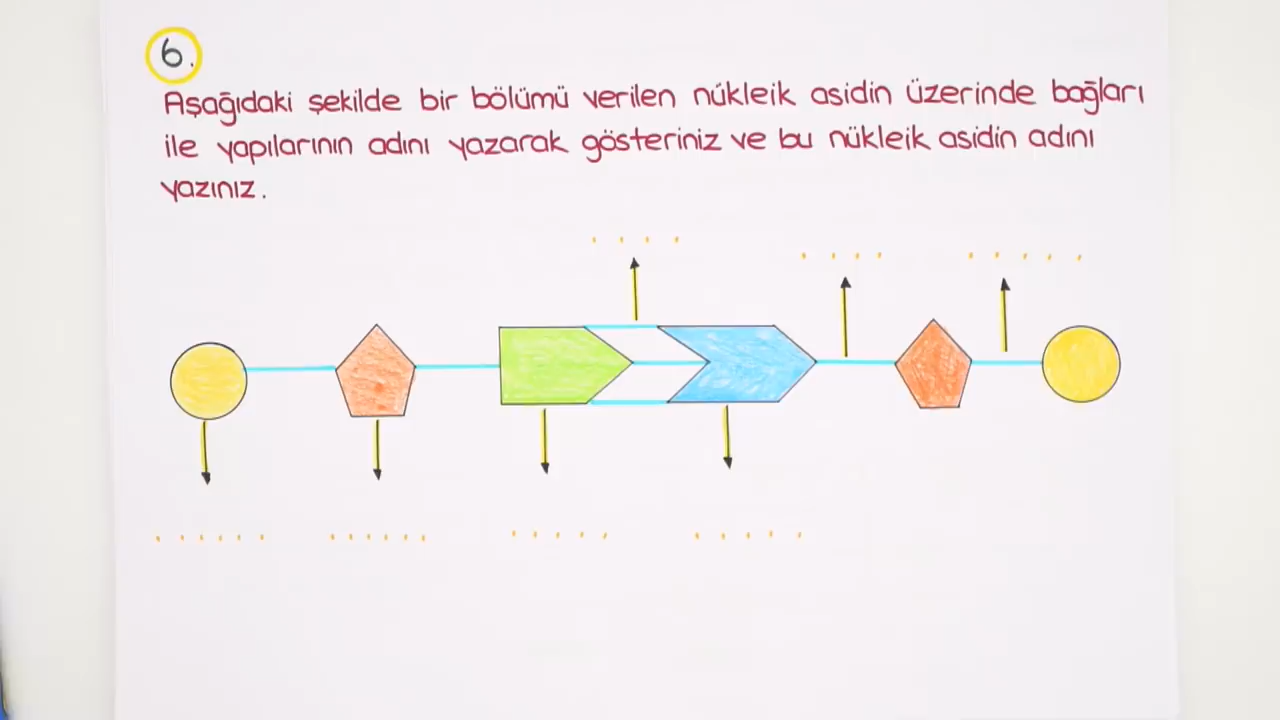 6.
Aşağıdaki şekilde bir bölümü verilen nükleik asidin üzerinde bağları
ile yapılarının adını yazarak gösteriniz ve bu nükleik asidin adını
yazınız.